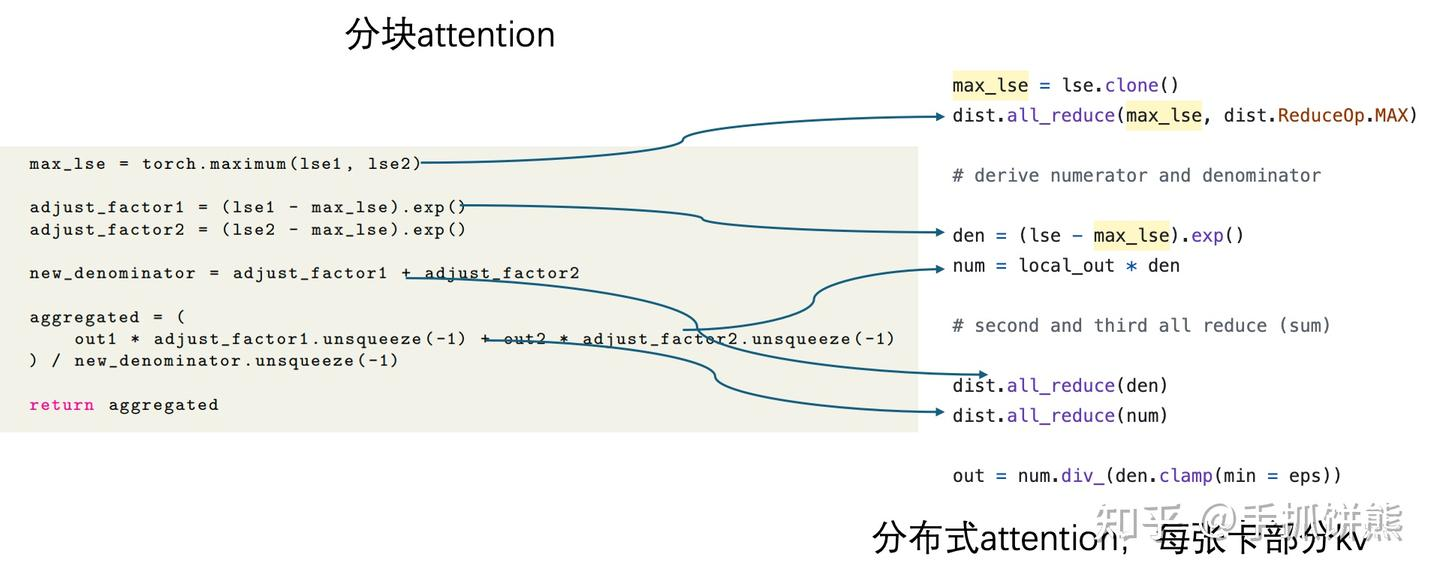 分块attention
max_lse = torch.maximum(lse1, lse2)
adjust_factor1 = (lse1 - max_lse).exp()
adjust_factor2 = (lse2 - max_lse).exp()
new_denominator = adjust_factor1 + adjust_factor2
aggregated = (
    out1 * adjust_factor1.unsqueeze(-1) + out2 * adjust_factor2.unsqueeze(-1)
) / new_denominator.unsqueeze(-1)
return aggregated
max_lse = lse.clone()
dist.all_reduce(max_lse, dist.ReduceOp.MAX)
# derive numerator and denominator
den = (lse - max_lse).exp()
num = local_out * den
# second and third all reduce (sum)
dist.all_reduce(den)
dist.all_reduce(num)
out = num.div_(den.clamp(min = eps))
知乎 @手抓饼熊
分布式attention，每张卡部分kv